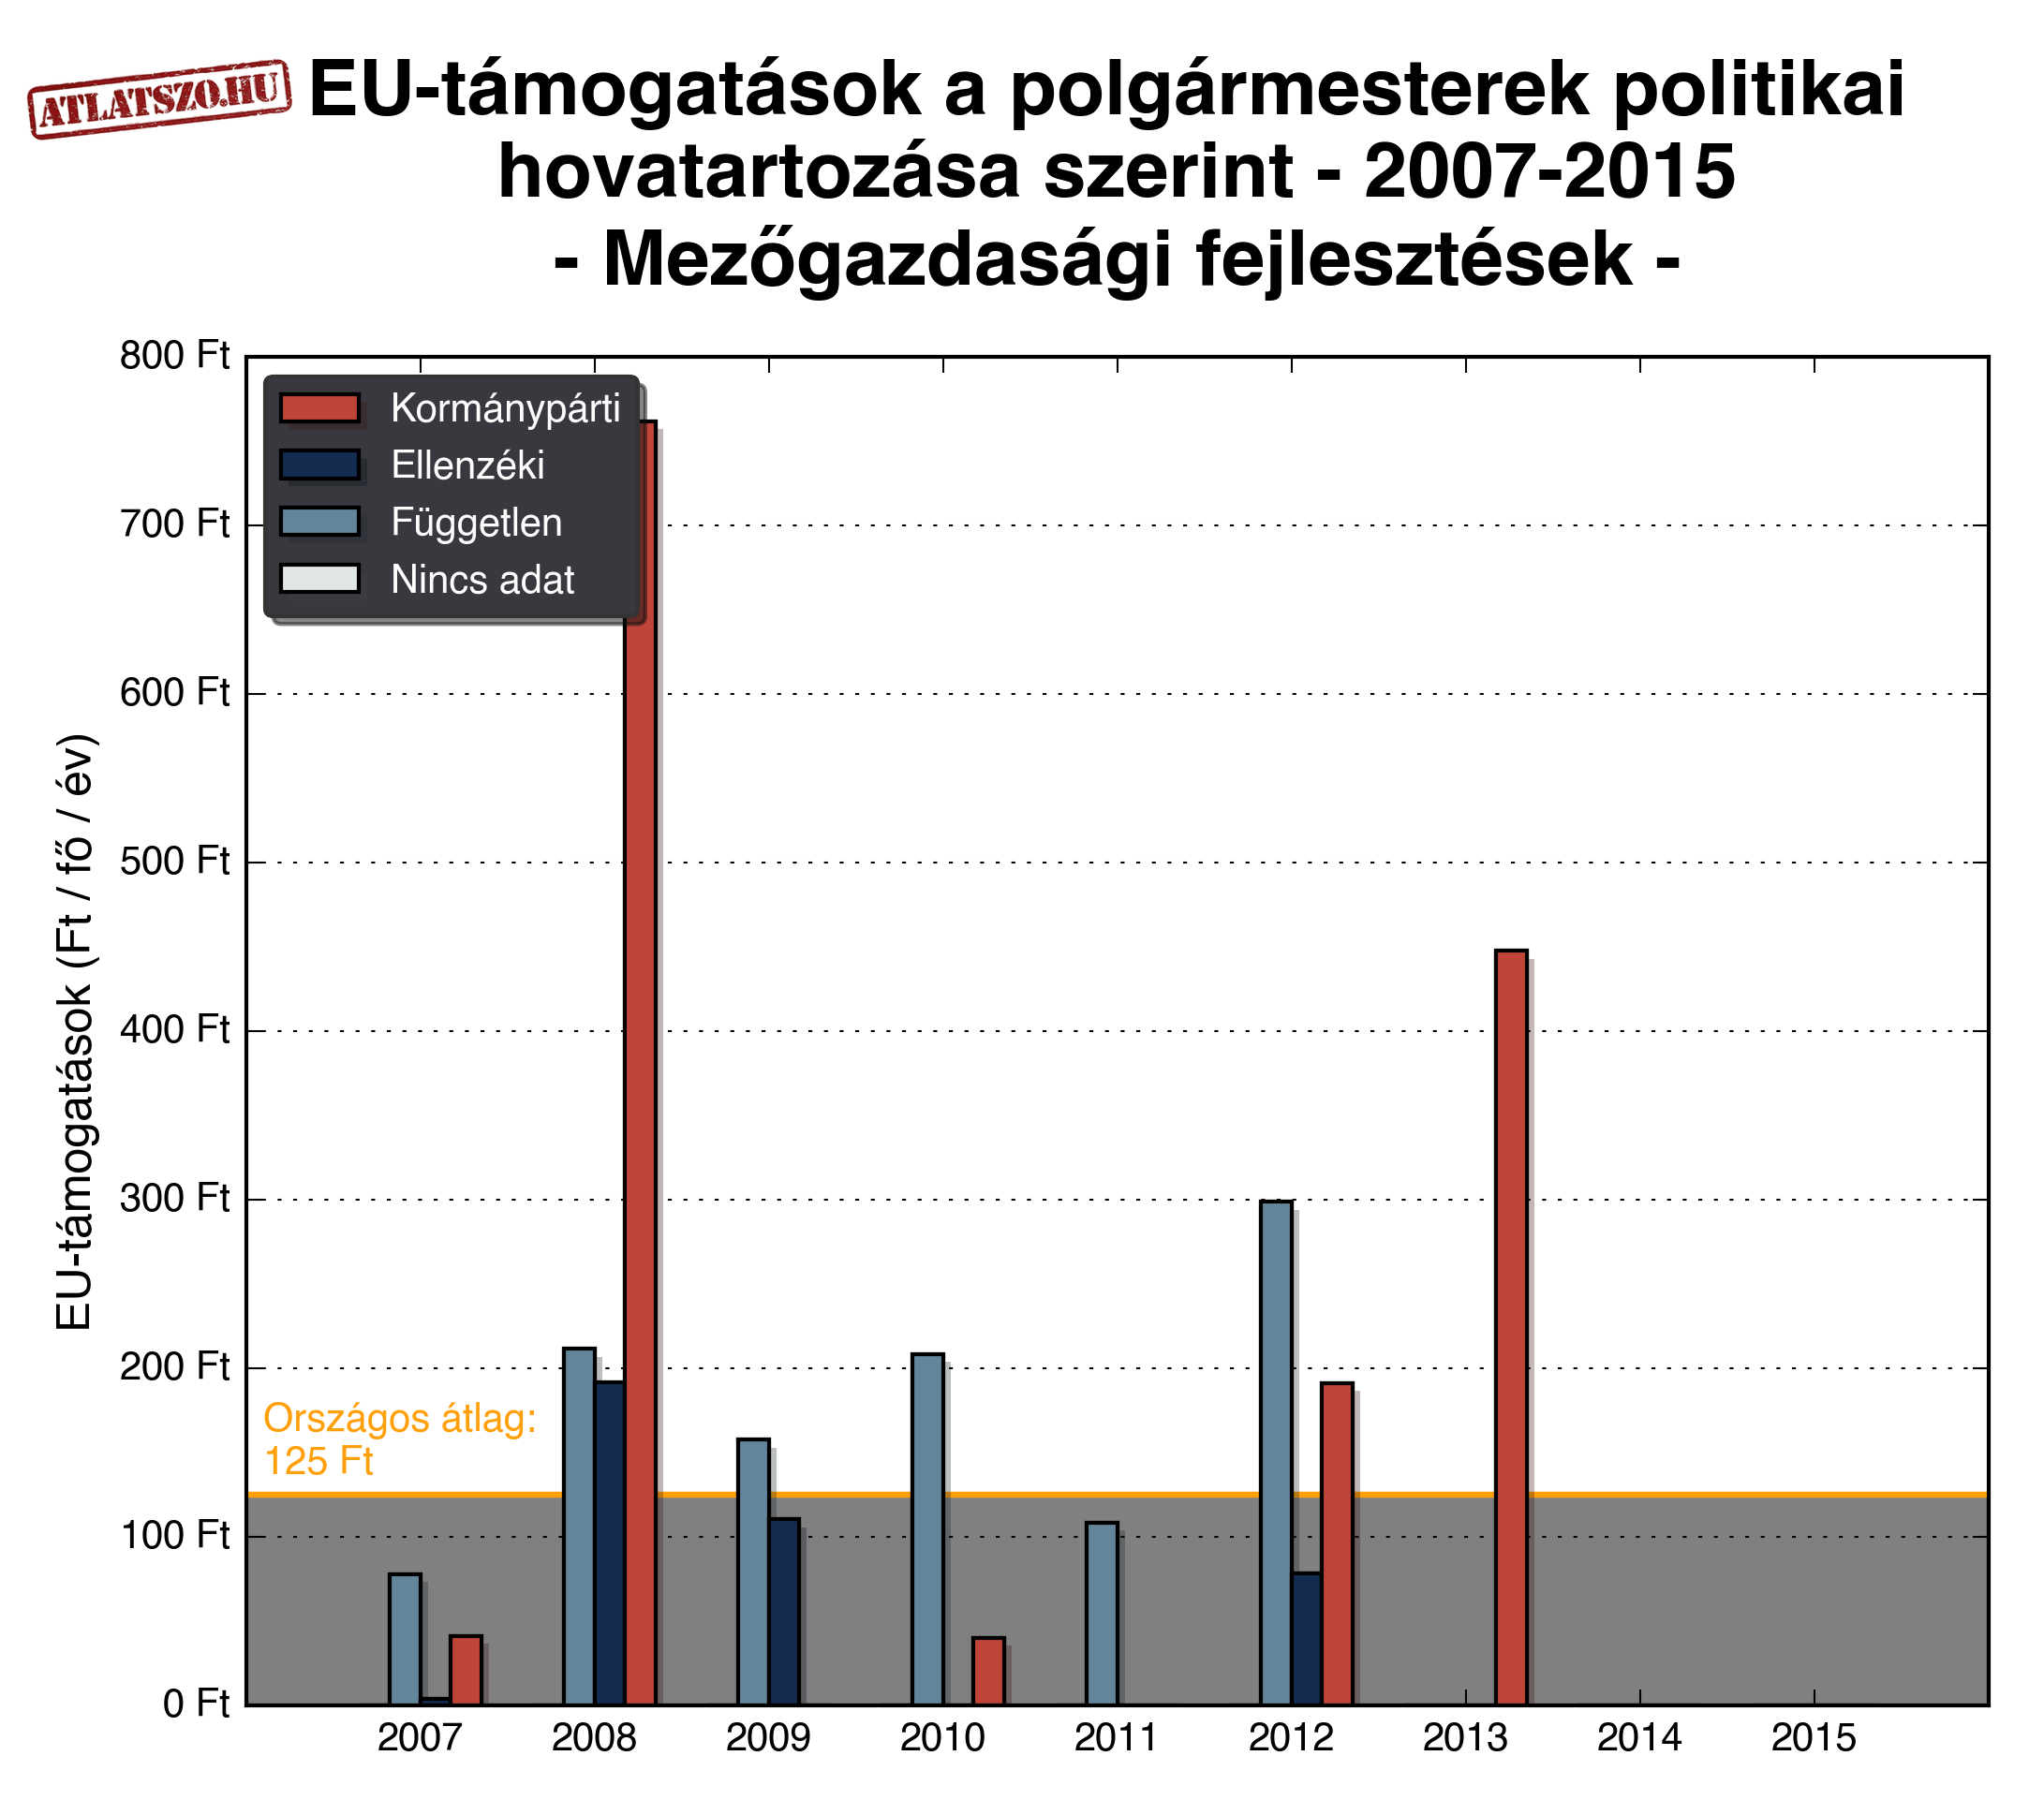 ATLATSZO.HU
EU-támogatások a polgármesterek politikai
hovatartozása szerint - 2007-2015
- Mezőgazdasági fejlesztések -
EU-támogatások (Ft / fő / év)
800 Ft
700 Ft
600 Ft
500 Ft
400 Ft
300 Ft
200 Ft
100 Ft
0 Ft
Kormánypárti
Ellenzéki
Független
Nincs adat
Országos átlag:
125 Ft
2007 2008 2009 2010 2011 2012 2013 2014 2015